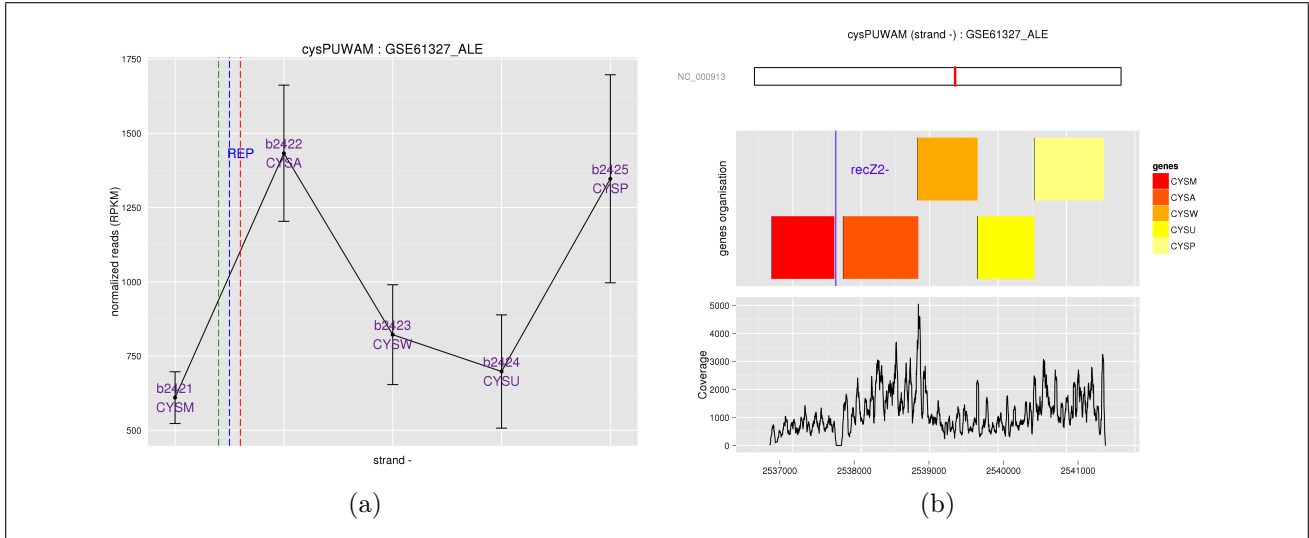 cysPUWAM : GSE61327_ALE
normalized reads (RPKM)
1750
1500
1250
1000
750
500
b2421
CYSM
REP
b2422
CYSA
b2423
CYSW
b2424
CYSU
b2425
CYSP
strand -
(a)
cysPUWAM (strand -) : GSE61327_ALE
NC_000913
genes organisation
recZ2-
genes
CYSM
CYSA
CYSW
CYSU
CYSP
Coverage
5000
4000
3000
2000
1000
0
2537000
2538000
2539000
2540000
2541000
(b)